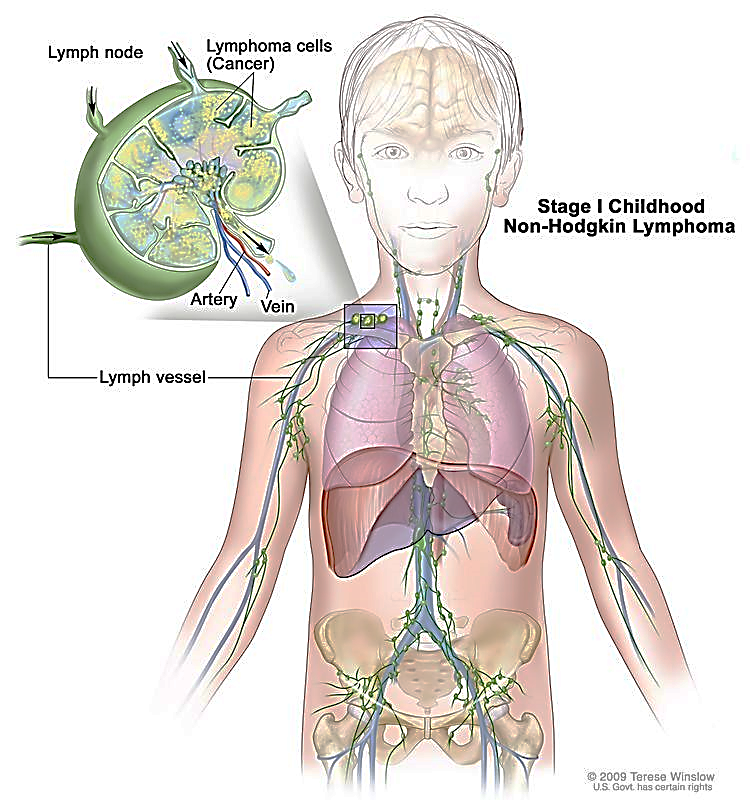 Lymph node
Lymphoma cells
(Cancer)
Stage I Childhood
Non-Hodgkin Lymphoma
Artery
Vein
Lymph vessel
© 2009 Terese Winslow
U.S. Govt. has certain rights